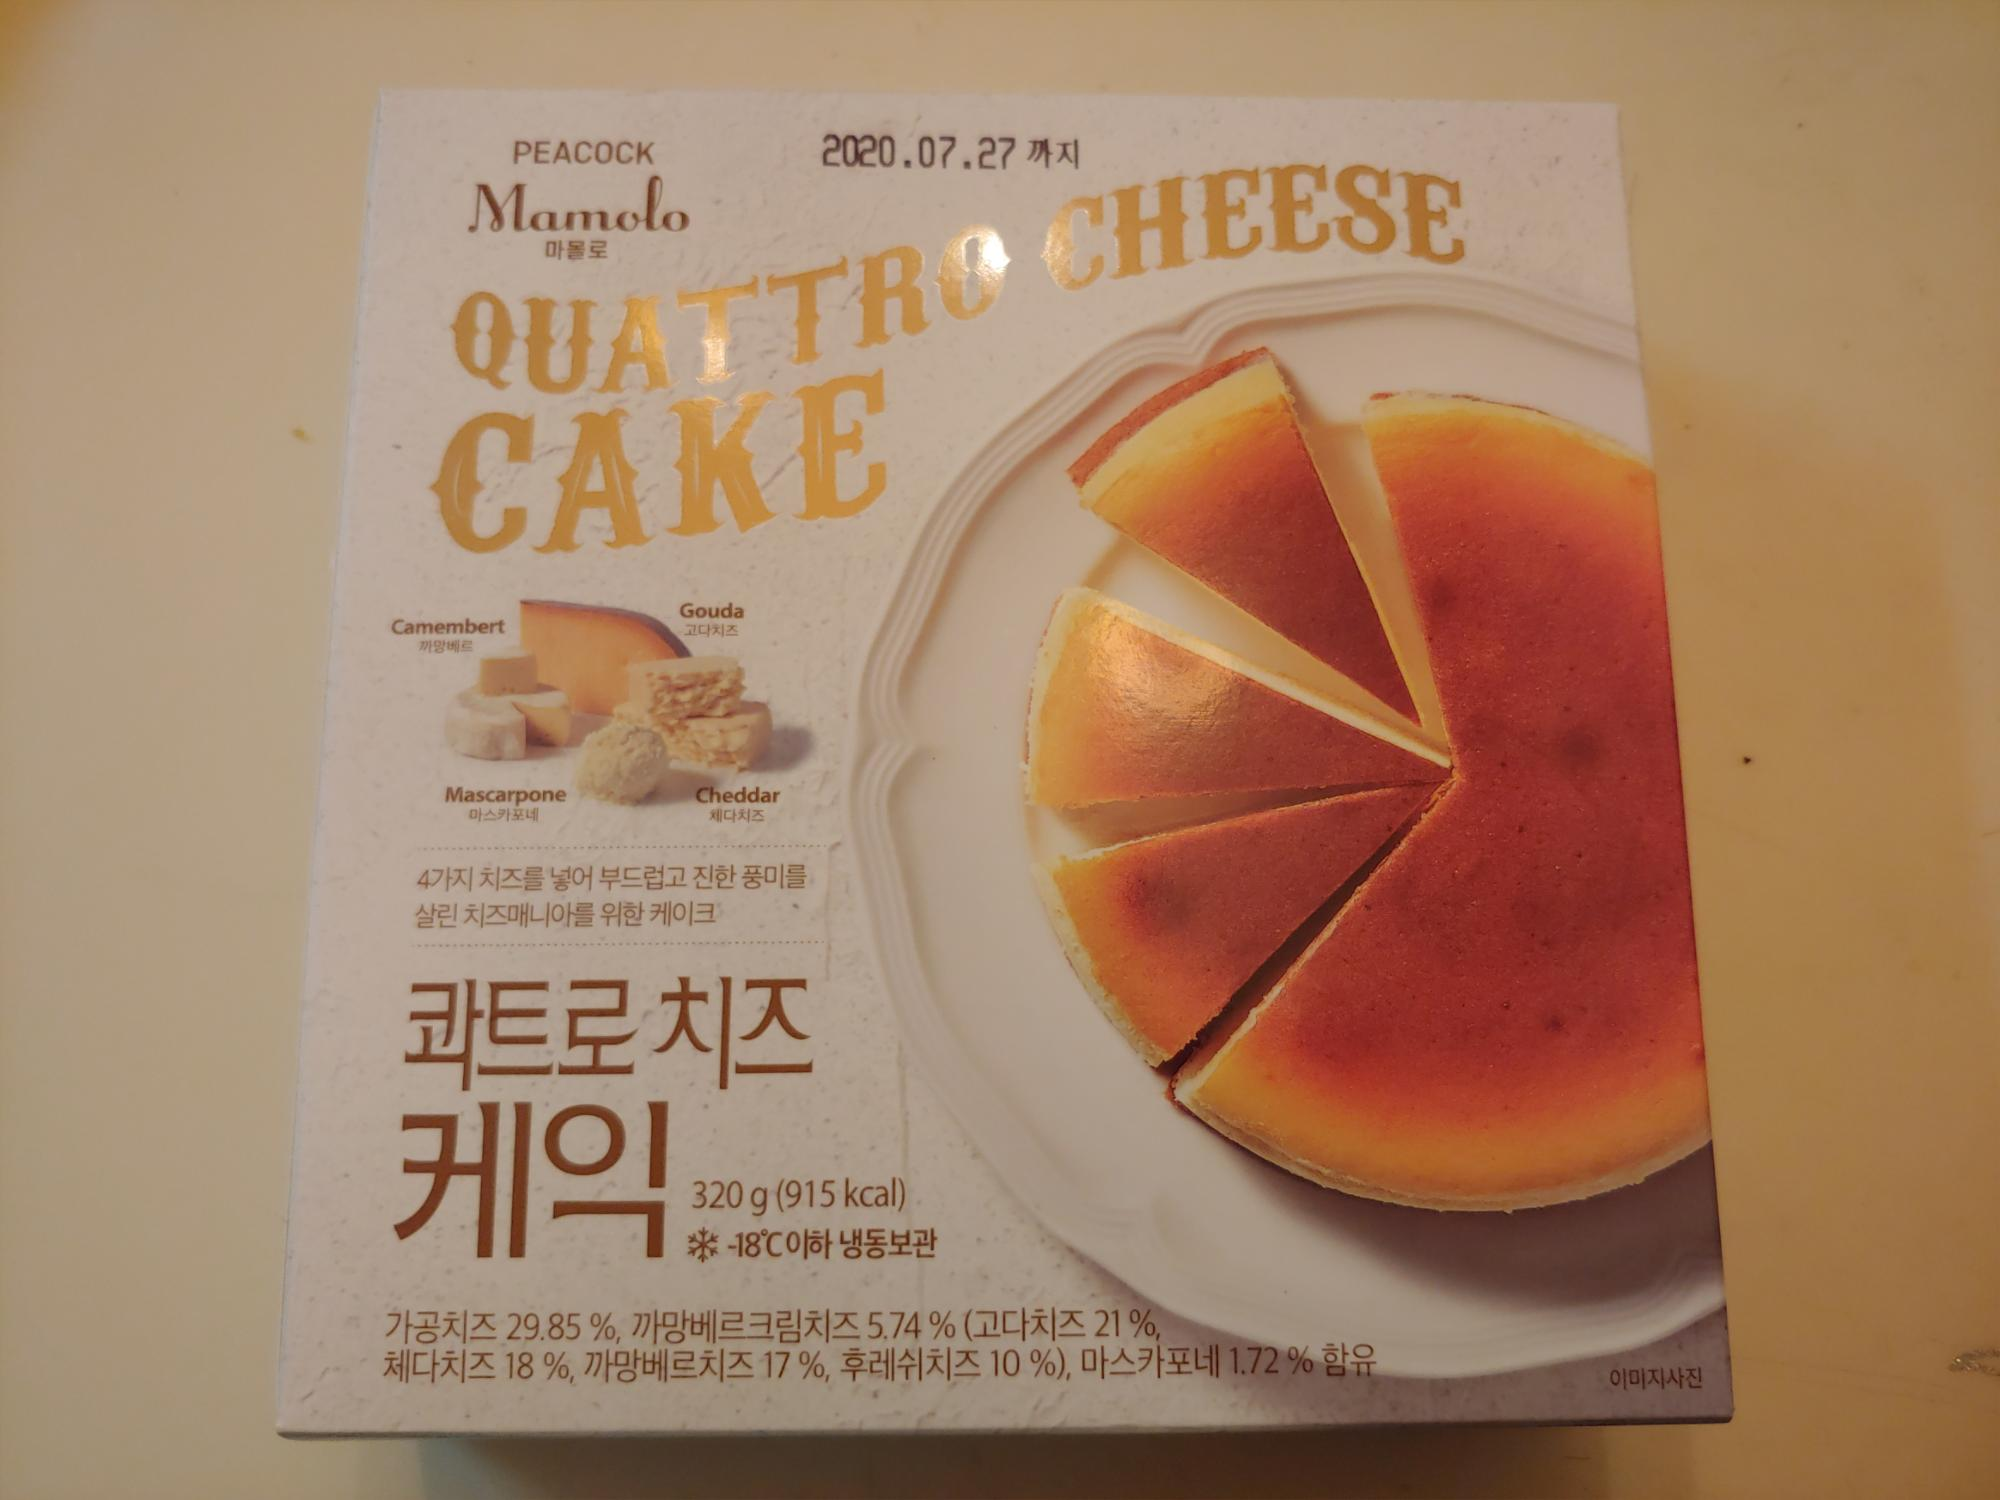 PEACOCK
Mamolo
마몰로
2020.07.27 까지
QUATTRO CHEESE
CAKE
Camembert
까망베르
Gouda
고다치즈
Mascarpone
마스카포네
Cheddar
체다치즈
4가지 치즈를 넣어 부드럽고 진한 풍미를
살린 치즈매니아를 위한 케이크
콰트로 치즈
케익
320 g (915 kcal)
-18℃ 이하 냉동보관
가공치즈 29.85 %, 까망베르크림치즈 5.74 % (고다치즈 21 %,
체다치즈 18 %, 까망베르치즈 17 %, 후레쉬치즈 10 %), 마스카포네 1.72 % 함유
이미지사진